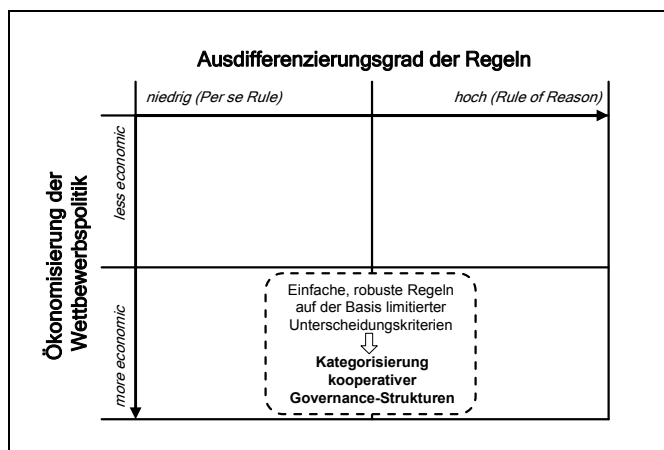 Ausdifferenzierungsgrad der Regeln
niedrig (Per se Rule)
hoch (Rule of Reason)
Ökonomisierung der
Wettbewerbspolitik
less economic
more economic
Einfache, robuste Regeln
auf der Basis limitierter
Unterscheidungskriterien
Kategorisierung
kooperativer
Governance-Strukturen